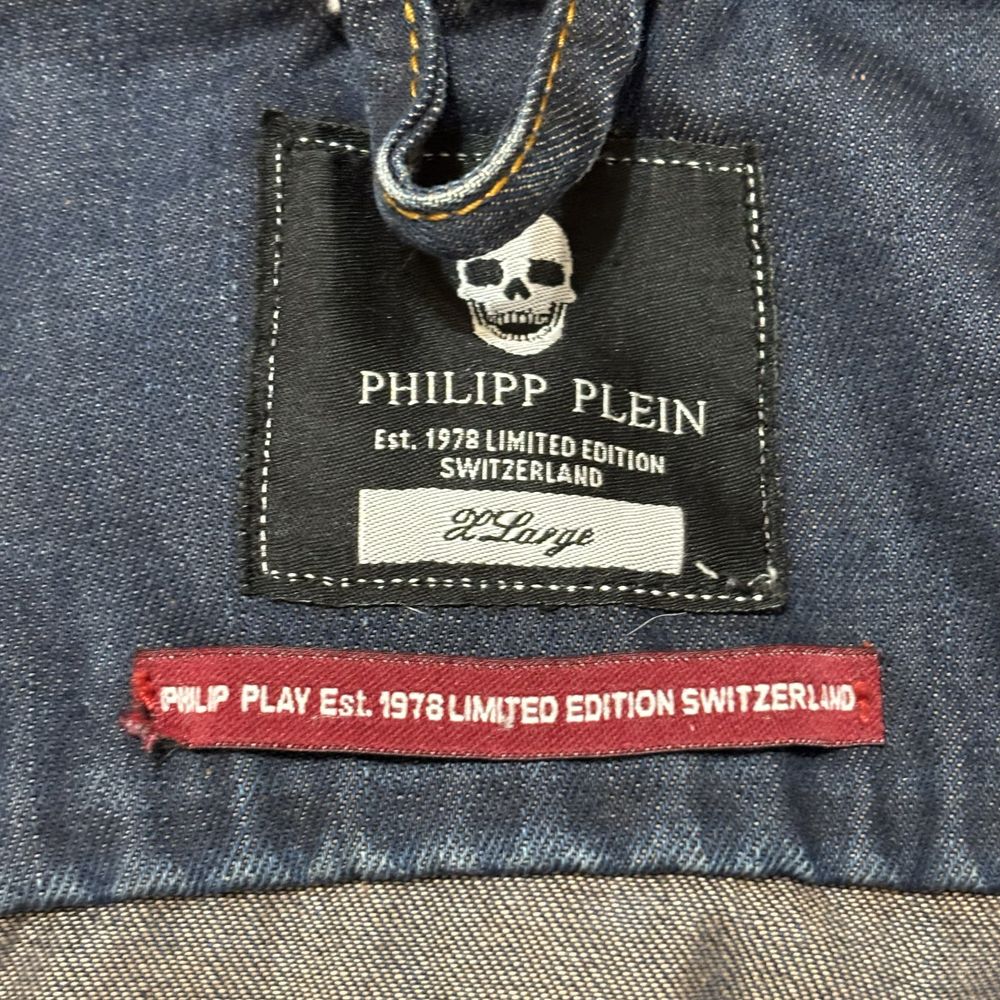 PHILIPP PLEIN
Est. 1978 LIMITED EDITION
SWITZERLAND
XLarge
PHILIP PLAY Est. 1978 LIMITED EDITION SWITZERLAND